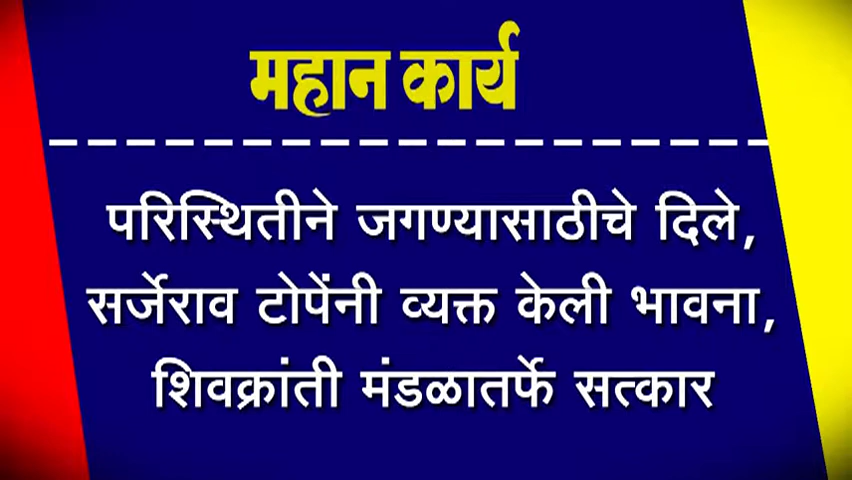 महान कार्य
परिस्थितीने जगण्यासाठीचे दिले,
सर्जेराव टोपेंनी व्यक्त केली भावना,
शिवक्रांती मंडळातर्फे सत्कार